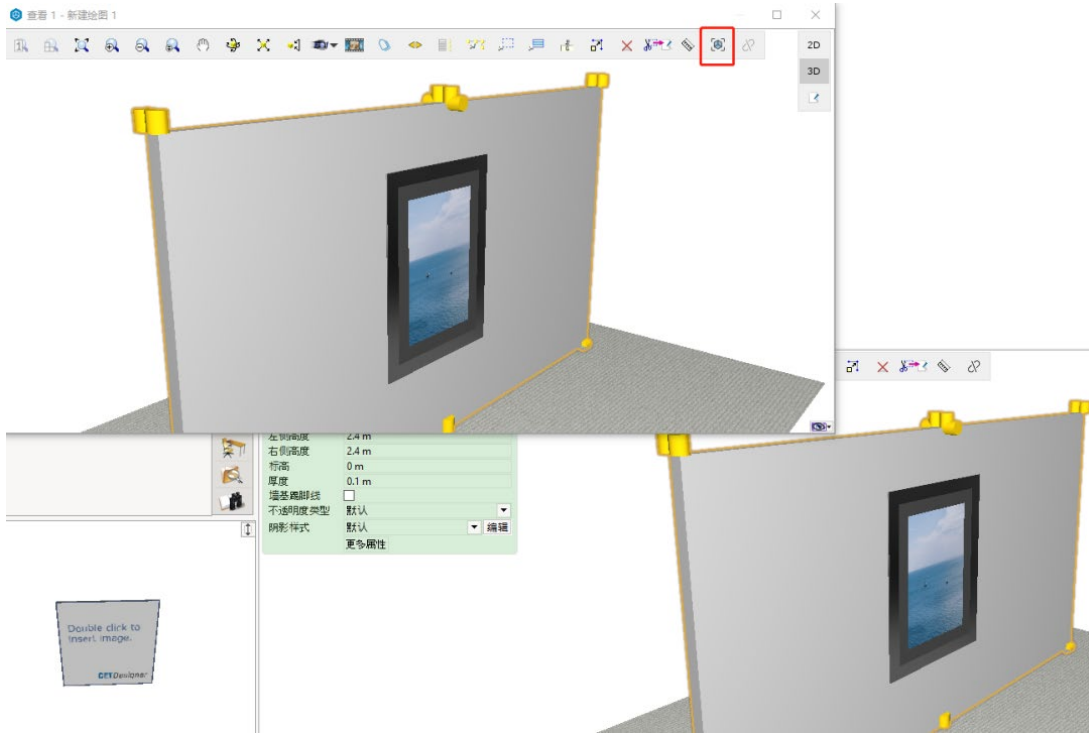 查看 1 - 新建绘图 1
2D
3D
左侧高度 2.4 m
右侧高度 2.4 m
标高 0 m
厚度 0.1 m
墙基踢脚线
不透明度类型 默认
阴影样式 默认 编辑
更多属性
Double click to
insert image.
CETDesigner